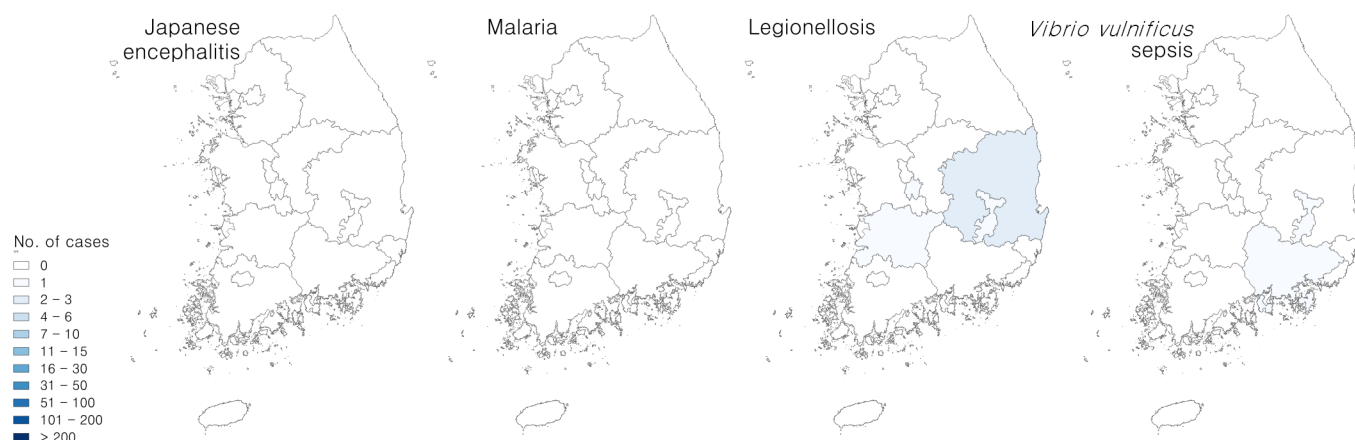 Japanese
encephalitis
Malaria
Legionellosis
Vibrio vulnificus
sepsis
No. of cases
0
1
2 – 3
4 – 6
7 – 10
11 – 15
16 – 30
31 – 50
51 – 100
101 – 200
> 200